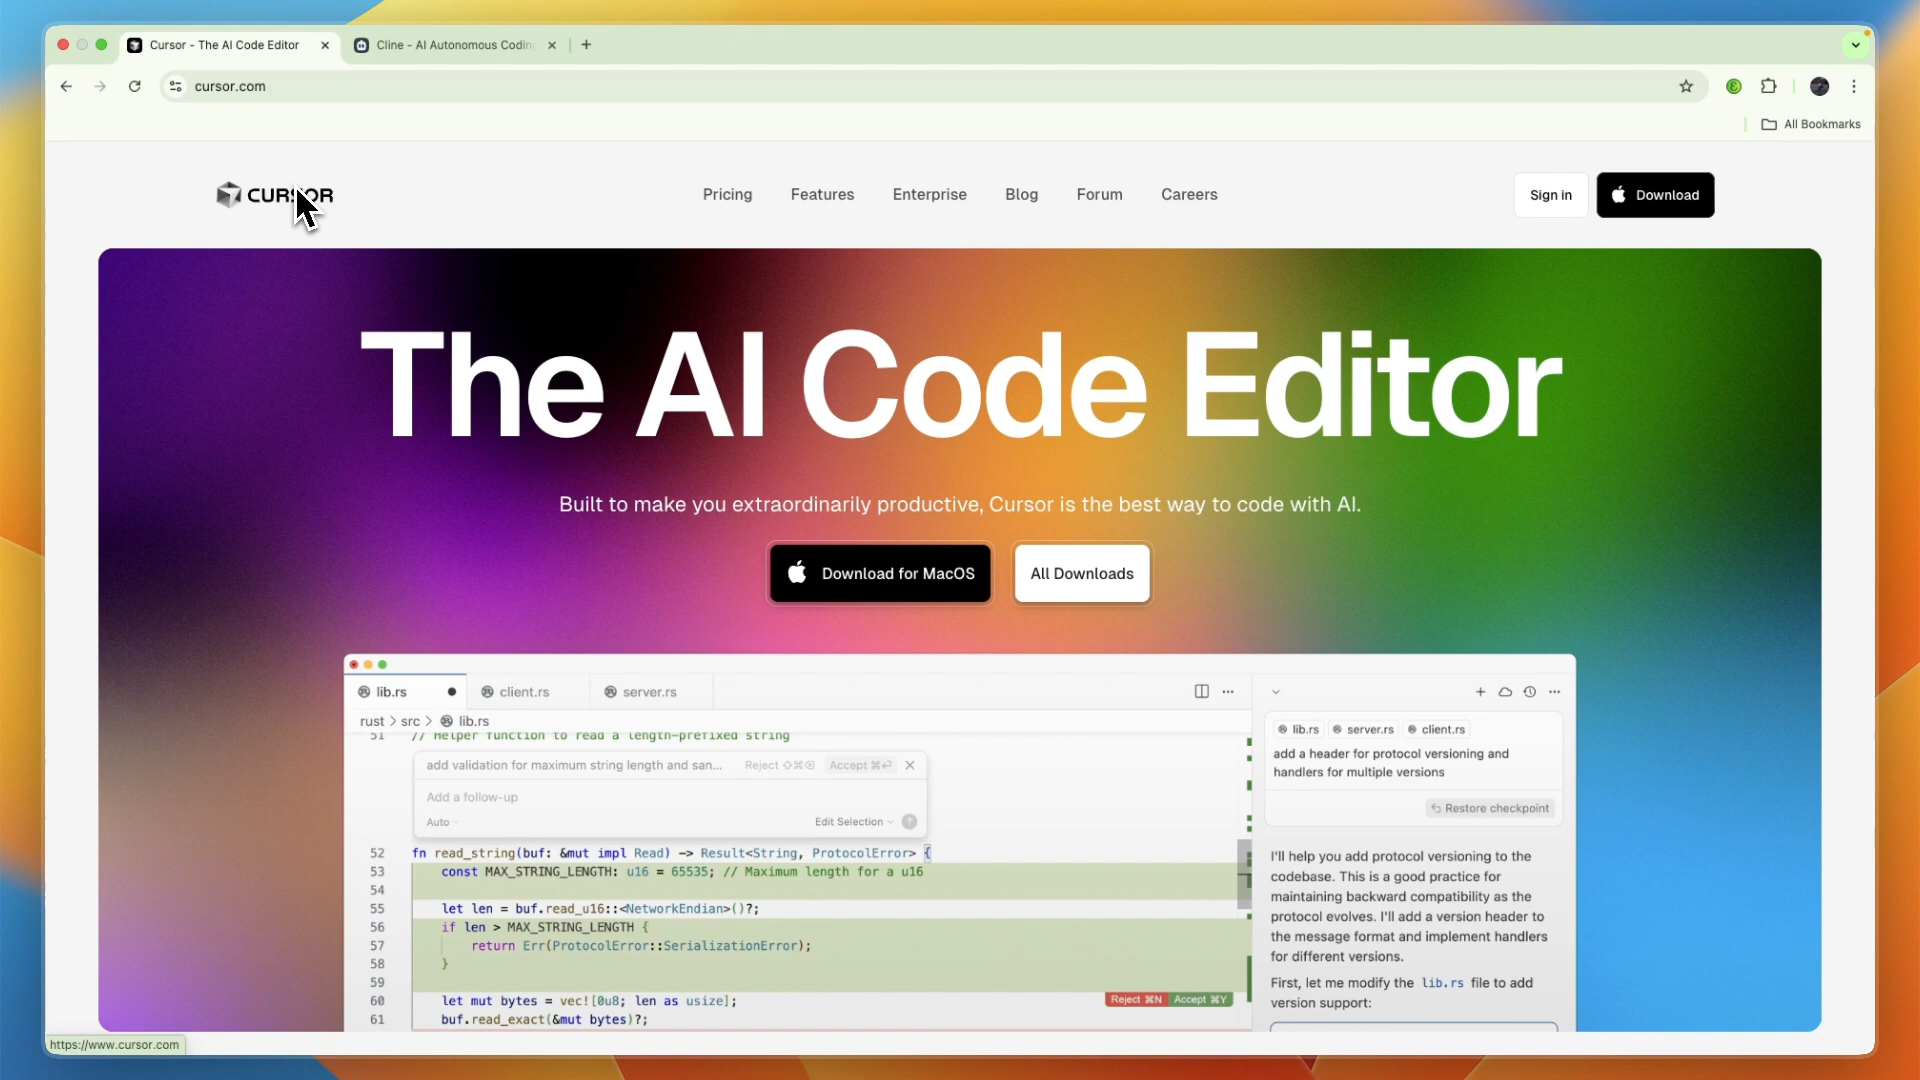 Cursor - The AI Code Editor
Cline - AI Autonomous Codin
cursor.com
All Bookmarks
CURSOR
Pricing
Features
Enterprise
Blog
Forum
Careers
Sign in
Download
The AI Code Editor
Built to make you extraordinarily productive, Cursor is the best way to code with AI.
Download for MacOS
All Downloads
lib.rs
client.rs
server.rs
rust > src > lib.rs
51 // Helper function to read a length-prefixed string
add validation for maximum string length and san... Reject ⇧⌘⌫ Accept ⌘⏎
Add a follow-up
Auto
Edit Selection
52 fn read_string(buf: &mut impl Read) -> Result<String, ProtocolError> {
53 const MAX_STRING_LENGTH: u16 = 65535; // Maximum length for a u16
54
55 let len = buf.read_u16::<NetworkEndian>()?;
56 if len > MAX_STRING_LENGTH {
57 return Err(ProtocolError::SerializationError);
58 }
59
60 let mut bytes = vec![0u8; len as usize];
Reject ⌘N Accept ⌘Y
61 buf.read_exact(&mut bytes)?;
lib.rs server.rs client.rs
add a header for protocol versioning and
handlers for multiple versions
Restore checkpoint
I'll help you add protocol versioning to the
codebase. This is a good practice for
maintaining backward compatibility as the
protocol evolves. I'll add a version header to
the message format and implement handlers
for different versions.
First, let me modify the lib.rs file to add
version support:
https://www.cursor.com